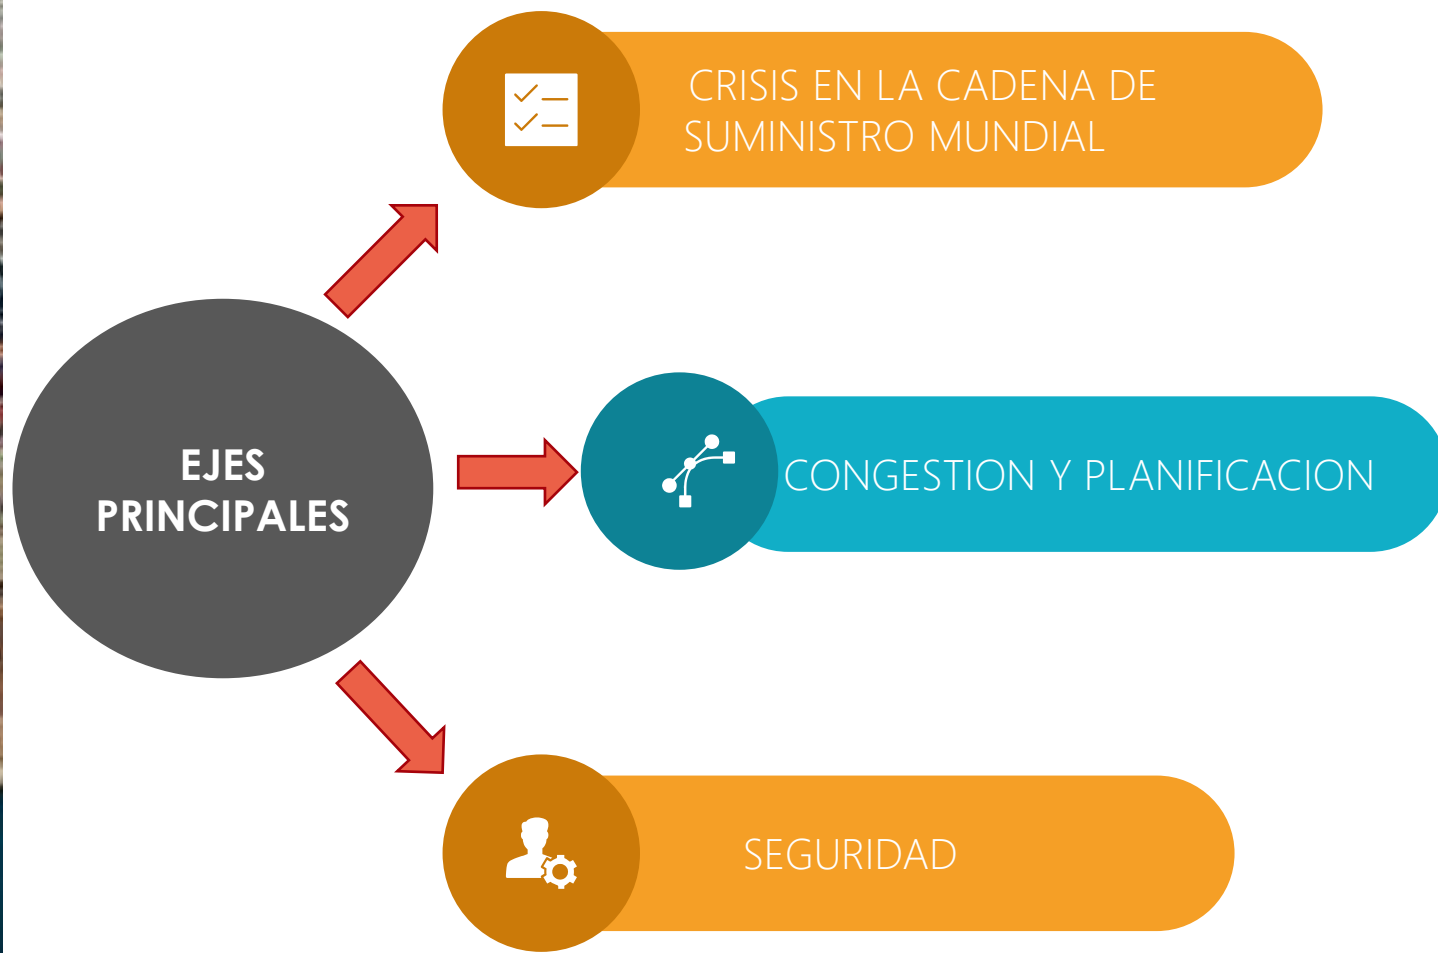 CRISIS EN LA CADENA DE
SUMINISTRO MUNDIAL
EJES
PRINCIPALES
CONGESTION Y PLANIFICACION
SEGURIDAD